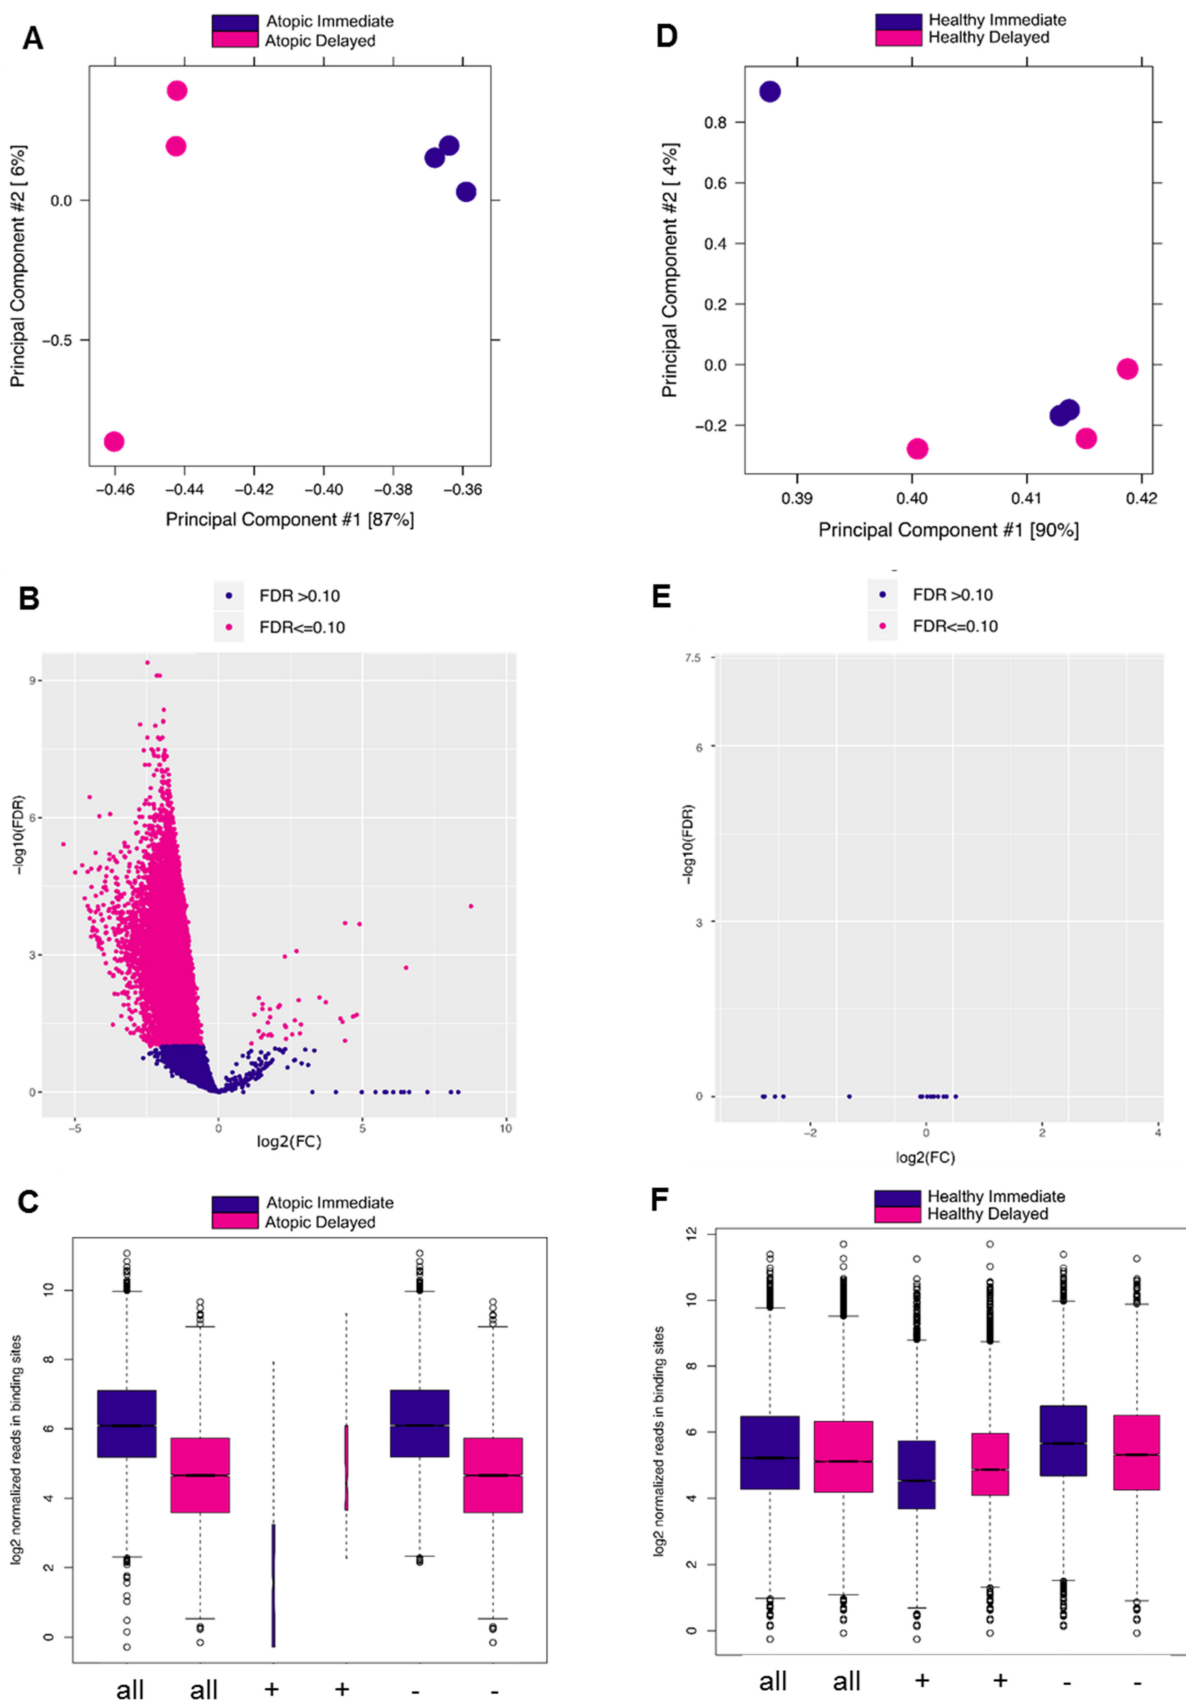 A
Atopic Immediate
Atopic Delayed
Principal Component #2 [ 6%]
0.0
−0.5
−0.46
−0.44
−0.42
−0.40
−0.38
−0.36
Principal Component #1 [87%]
D
Healthy Immediate
Healthy Delayed
Principal Component #2 [ 4%]
0.8
0.6
0.4
0.2
0.0
−0.2
0.39
0.40
0.41
0.42
Principal Component #1 [90%]
B
FDR >0.10
FDR<=0.10
−log10(FDR)
9
6
3
0
−5
0
5
10
log2(FC)
E
FDR >0.10
FDR<=0.10
−log10(FDR)
7.5
6
3
0
−2
0
2
4
log2(FC)
C
Atopic Immediate
Atopic Delayed
log2 normalized reads in binding sites
10
8
6
4
2
0
all
all
+
+
-
-
F
Healthy Immediate
Healthy Delayed
log2 normalized reads in binding sites
12
10
8
6
4
2
0
all
all
+
+
-
-